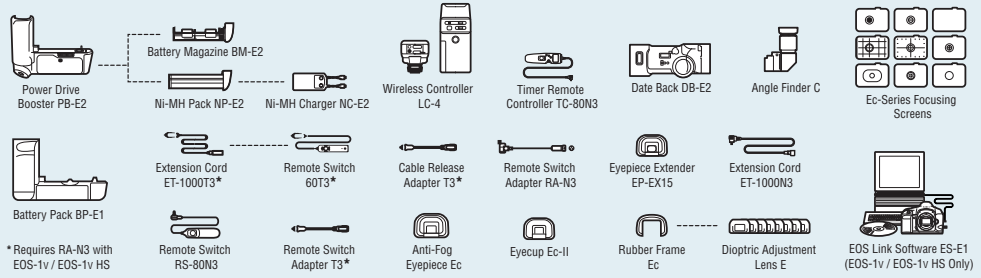 Battery Magazine BM-E2
Power Drive
Booster PB-E2
Ni-MH Pack NP-E2
Ni-MH Charger NC-E2
Wireless Controller
LC-4
Timer Remote
Controller TC-80N3
Date Back DB-E2
Angle Finder C
Ec-Series Focusing
Screens
Battery Pack BP-E1
Extension Cord
ET-1000T3*
Remote Switch
60T3*
Cable Release
Adapter T3*
Remote Switch
Adapter RA-N3
Eyepiece Extender
EP-EX15
Extension Cord
ET-1000N3
* Requires RA-N3 with
EOS-1v / EOS-1v HS
Remote Switch
RS-80N3
Remote Switch
Adapter T3*
Anti-Fog
Eyepiece Ec
Eyecup Ec-II
Rubber Frame
Ec
Dioptric Adjustment
Lens E
EOS Link Software ES-E1
(EOS-1v / EOS-1v HS Only)